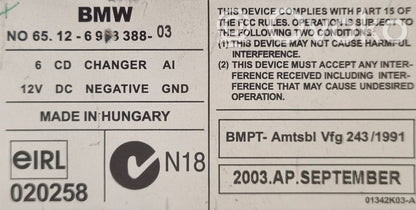 BMW
NO 65. 12-6 9 3 388- 03
6 CD CHANGER AI
12V DC NEGATIVE GND
MADE IN HUNGARY
eIRL
020258
N18
THIS DEVICE COMPLIES WITH PART 15 OF
THE FCC RULES. OPERATION IS SUBJECT TO
THE FOLLOWING TWO CONDITIONS.
(1) THIS DEVICE MAY NOT CAUSE HARMFUL
INTERFERENCE.
(2) THIS DEVICE MUST ACCEPT ANY INTER-
FERENCE RECEIVED INCLUDING INTER-
FERENCE THAT MAY CAUSE UNDESIRED
OPERATION.
BMPT- Amtsbl Vfg 243/1991
2003.AP.SEPTEMBER
01342K03-A